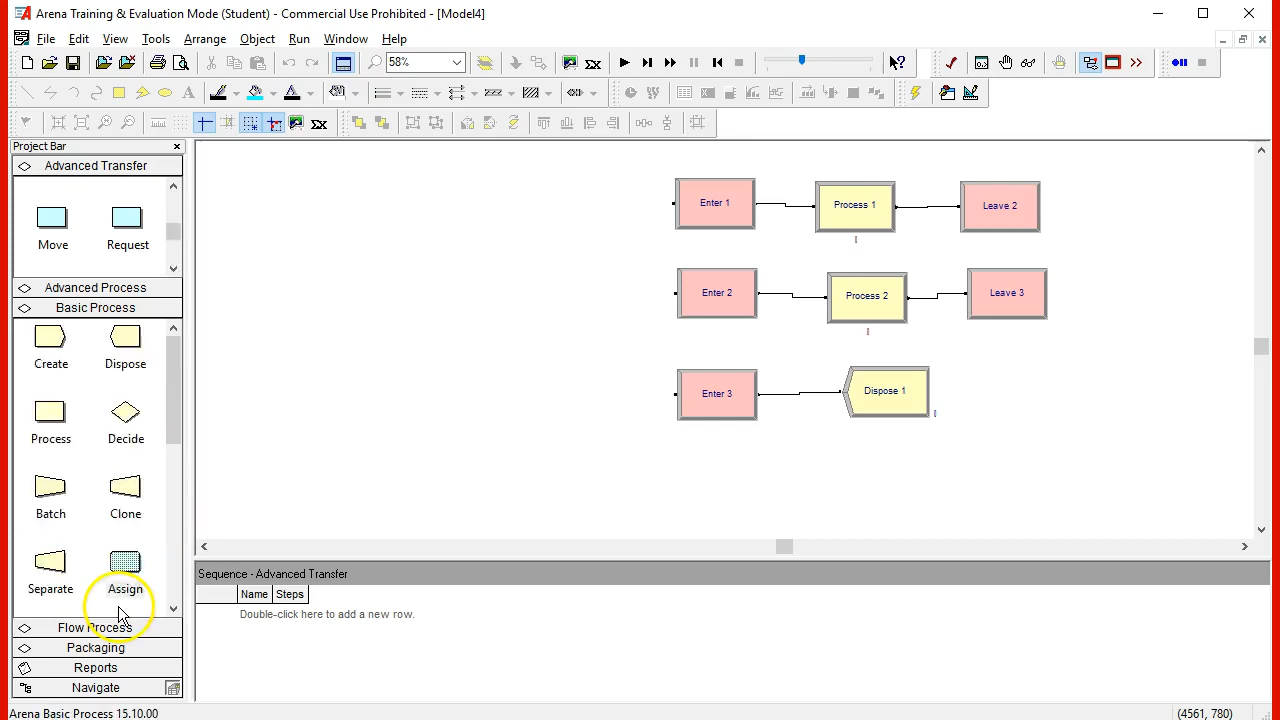 Arena Training & Evaluation Mode (Student) - Commercial Use Prohibited - [Model4]
File Edit View Tools Arrange Object Run Window Help
58%
Project Bar
Advanced Transfer
Move Request
Advanced Process
Basic Process
Create Dispose
Process Decide
Batch Clone
Separate Assign
Flow Process
Packaging
Reports
Navigate
Enter 1 Process 1 Leave 2
Enter 2 Process 2 Leave 3
Enter 3 Dispose 1
Sequence - Advanced Transfer
Name Steps
Double-click here to add a new row.
Arena Basic Process 15.10.00
(4561, 780)